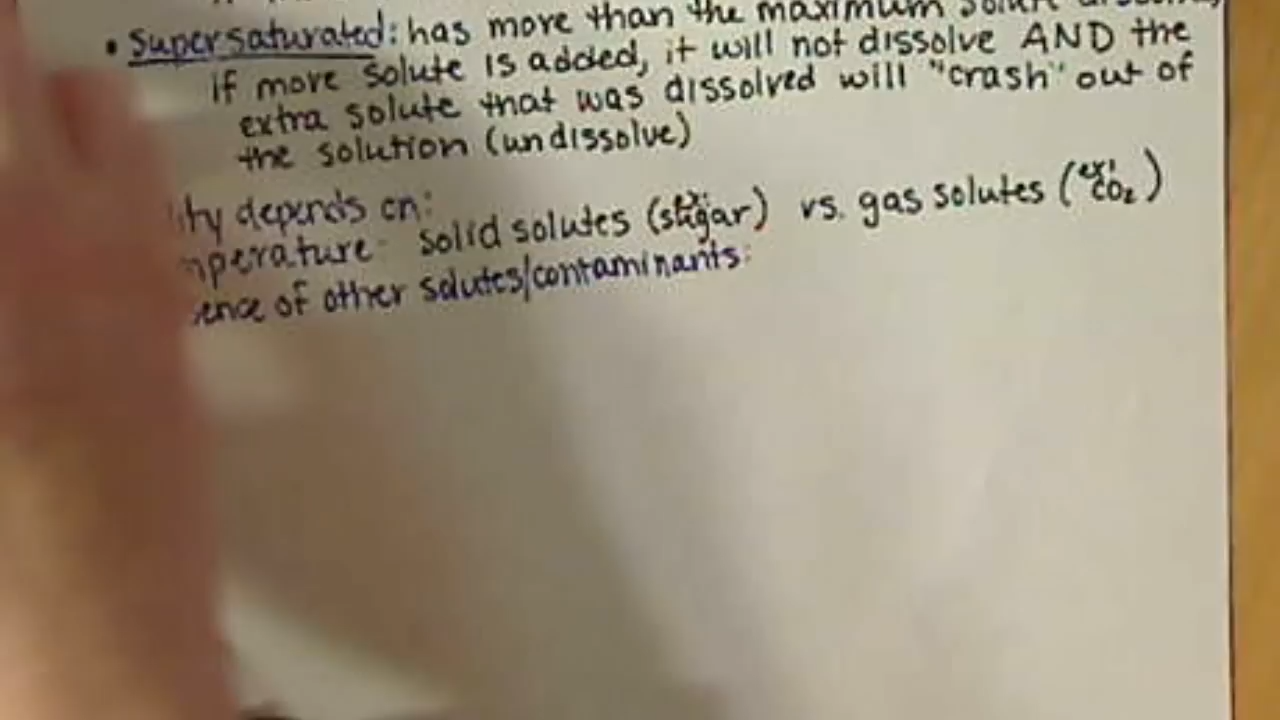 • Supersaturated: has more than the maximum
if more solute is added, it will not dissolve AND the
extra solute that was dissolved will "crash" out of
the solution (undissolve)
depends on:
solid solutes (ex: sugar) vs. gas solutes (ex: CO₂)
of other solutes/contaminants: